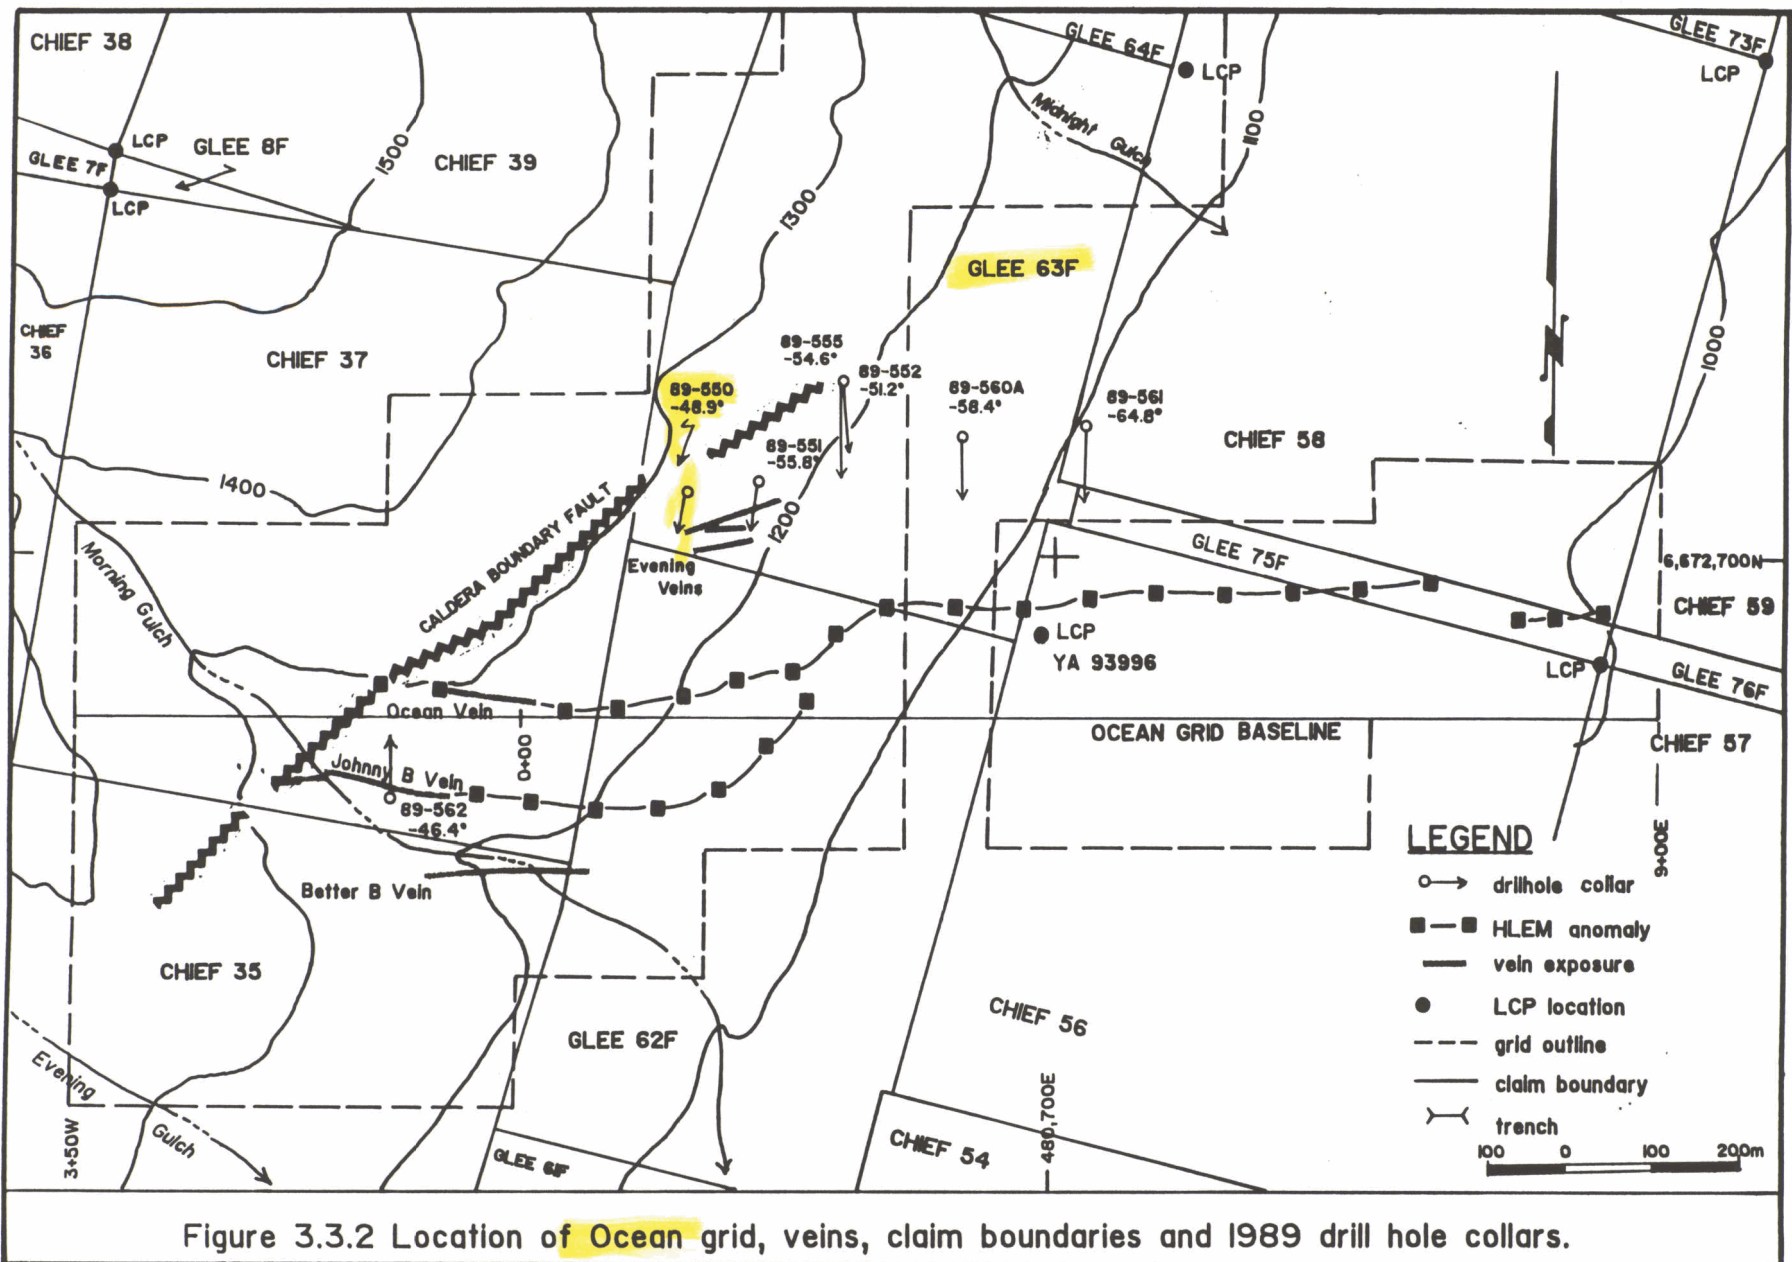 CHIEF 38
GLEE 64F
LCP
GLEE 73F
LCP
LCP
GLEE 8F
GLEE 7F
LCP
CHIEF 39
1500
1300
Midnight
Gulch
1100
GLEE 63F
CHIEF
36
CHIEF 37
89-555
-54.6°
89-552
-51.2°
89-550
-48.9°
89-560A
-58.4°
89-561
-64.8°
89-551
-55.8°
CHIEF 58
1000
1400
1200
CALDERA BOUNDARY FAULT
Morning Gulch
Evening
Veins
GLEE 75F
6,672,700N
CHIEF 59
LCP
YA 93996
LCP
GLEE 76F
Ocean Vein
0+00
OCEAN GRID BASELINE
CHIEF 57
Johnny B Vein
89-562
-46.4°
Better B Vein
9+00E
CHIEF 35
CHIEF 56
GLEE 62F
Evening
Gulch
3+50W
GLEE 61F
CHIEF 54
480,700E
LEGEND
drillhole collar
HLEM anomaly
vein exposure
LCP location
grid outline
claim boundary
trench
100 0 100 200m
Figure 3.3.2 Location of Ocean grid, veins, claim boundaries and 1989 drill hole collars.